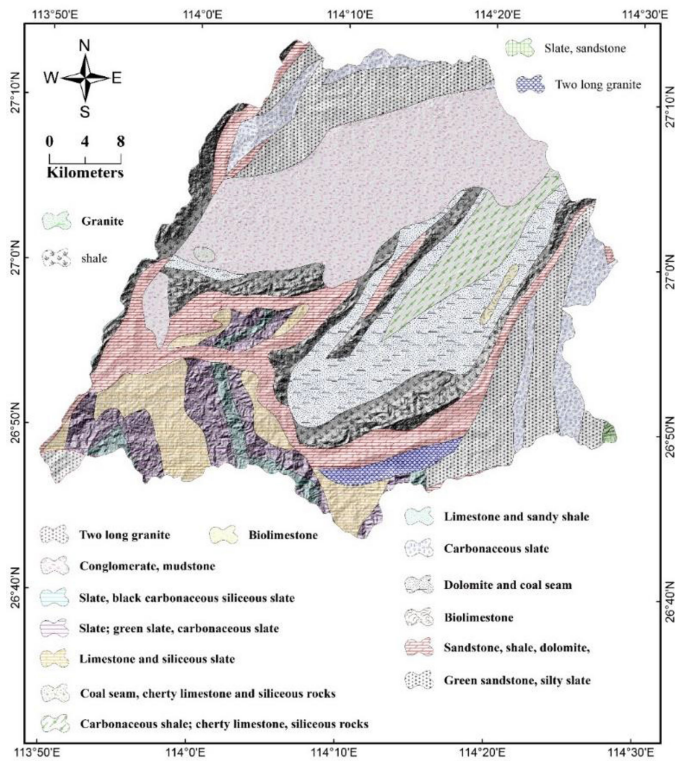 113°50'E 114°0'E 114°10'E 114°20'E 114°30'E
N
W E
S
0 4 8
Kilometers
Granite
shale
Slate, sandstone
Two long granite
27°10'N 27°10'N
27°0'N 27°0'N
26°50'N 26°50'N
26°40'N 26°40'N
Two long granite
Biolimestone
Conglomerate, mudstone
Slate, black carbonaceous siliceous slate
Slate; green slate, carbonaceous slate
Limestone and siliceous slate
Coal seam, cherty limestone and siliceous rocks
Carbonaceous shale; cherty limestone, siliceous rocks
Limestone and sandy shale
Carbonaceous slate
Dolomite and coal seam
Biolimestone
Sandstone, shale, dolomite,
Green sandstone, silty slate
113°50'E 114°0'E 114°10'E 114°20'E 114°30'E